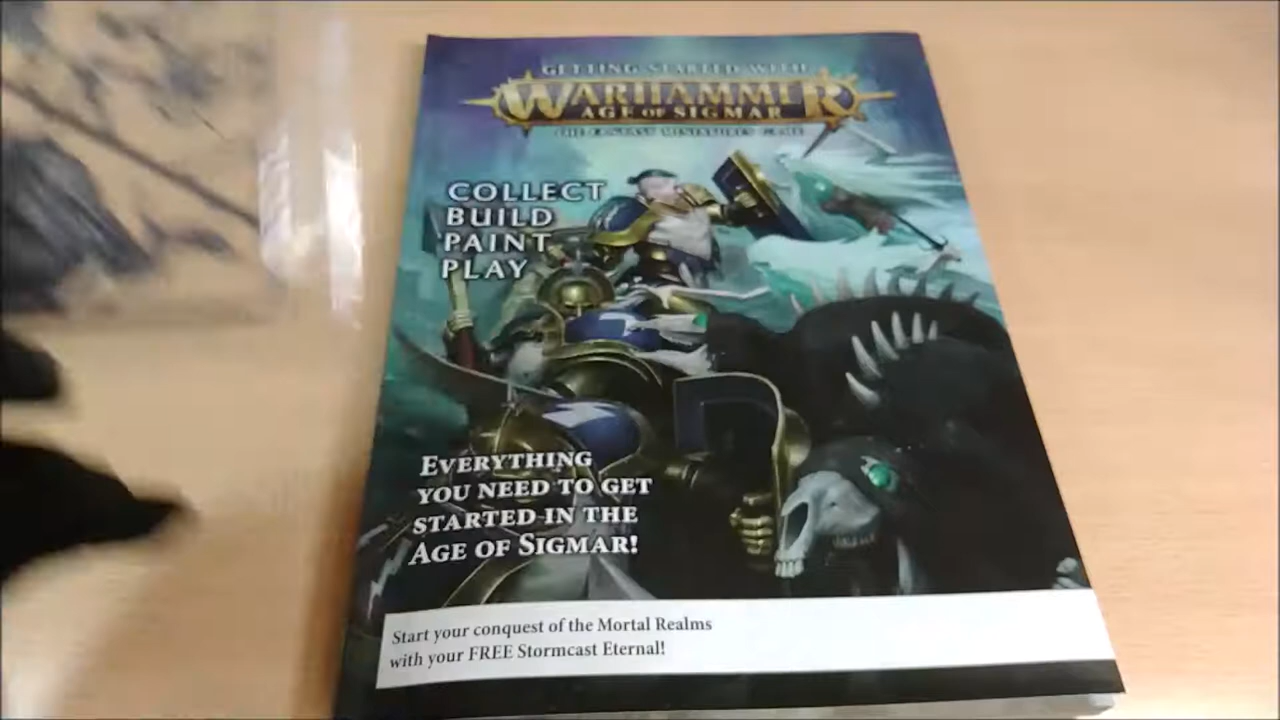 GETTING STARTED WITH
WARHAMMER
AGE OF SIGMAR
THE FANTASY MINIATURES GAME
COLLECT
BUILD
PAINT
PLAY
EVERYTHING
YOU NEED TO GET
STARTED IN THE
AGE OF SIGMAR!
Start your conquest of the Mortal Realms
with your FREE Stormcast Eternal!